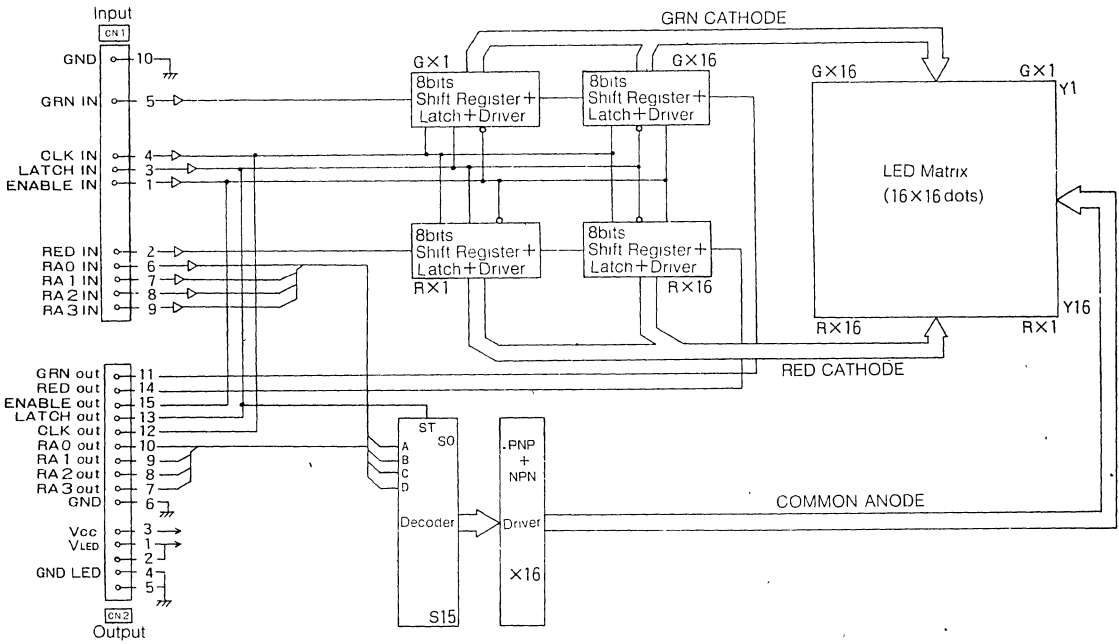 Input
CN1
GND 10
GRN IN 5
CLK IN 4
LATCH IN 3
ENABLE IN 1
RED IN 2
RA0 IN 6
RA1 IN 7
RA2 IN 8
RA3 IN 9
GRN CATHODE
G×1
8bits
Shift Register+
Latch+Driver
G×16
8bits
Shift Register+
Latch+Driver
8bits
Shift Register+
Latch+Driver
R×1
8bits
Shift Register+
Latch+Driver
R×16
G×16 G×1
Y1
LED Matrix
(16×16 dots)
Y16
R×16 R×1
RED CATHODE
GRN out 11
RED out 14
ENABLE out 15
LATCH out 13
CLK out 12
RA0 out 10
RA1 out 9
RA2 out 8
RA3 out 7
GND 6
Vcc 3
VLED 1
2
GND LED 4
5
CN2
Output
ST
S0
A
B
C
D
Decoder
S15
PNP
+
NPN
Driver
×16
COMMON ANODE